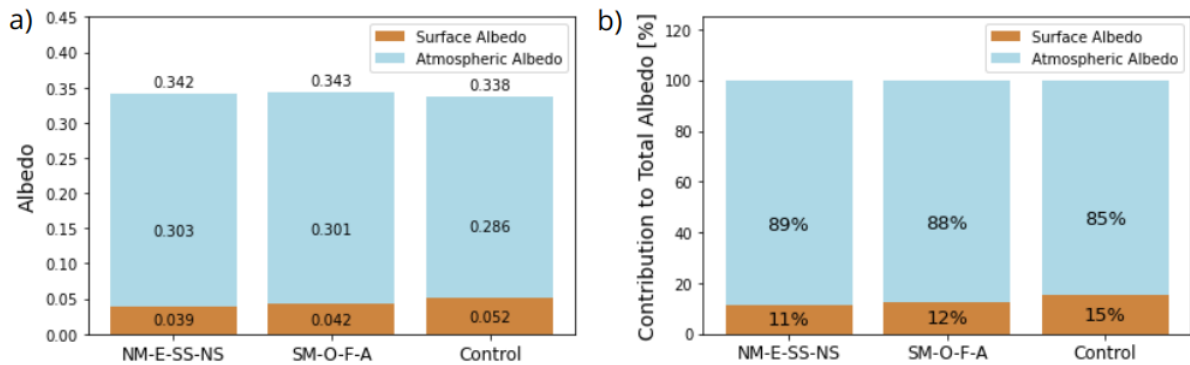 a)
Albedo
0.45
0.40
0.35
0.30
0.25
0.20
0.15
0.10
0.05
0.00
Surface Albedo
Atmospheric Albedo
0.342
0.343
0.338
0.303
0.301
0.286
0.039
0.042
0.052
NM-E-SS-NS
SM-O-F-A
Control
b)
Contribution to Total Albedo [%]
120
100
80
60
40
20
0
Surface Albedo
Atmospheric Albedo
89%
88%
85%
11%
12%
15%
NM-E-SS-NS
SM-O-F-A
Control